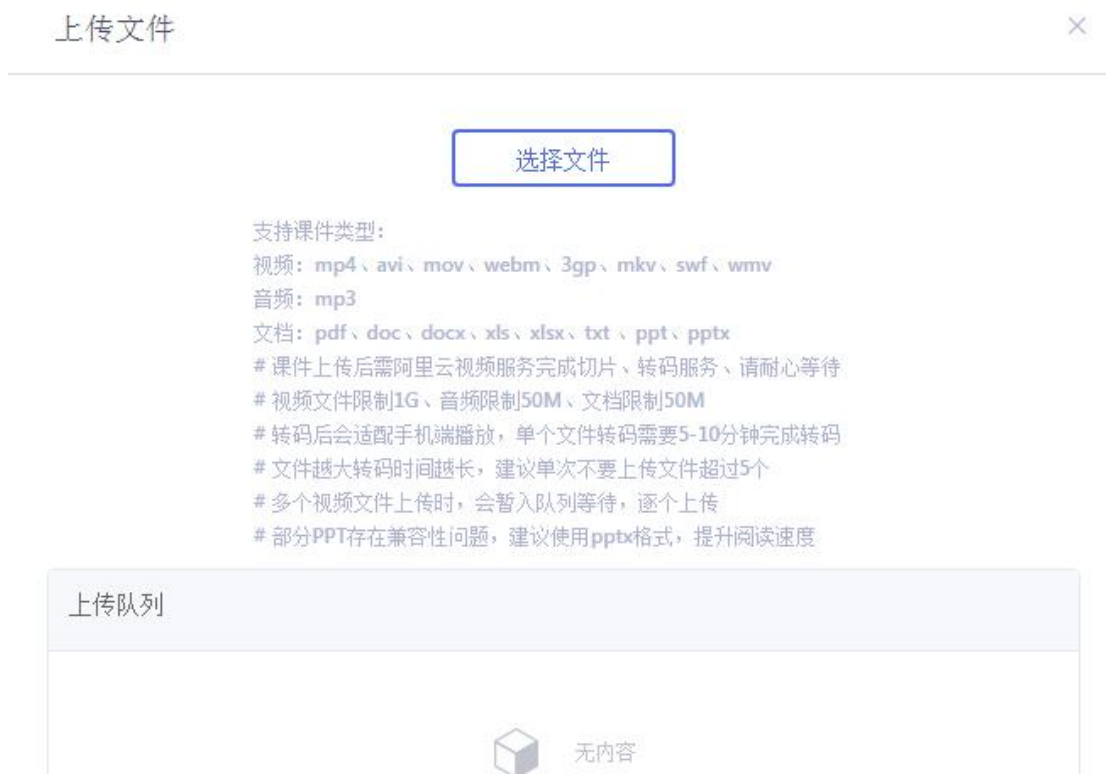 上传文件
选择文件
支持课件类型：
视频：mp4、avi、mov、webm、3gp、mkv、swf、wmv
音频：mp3
文档：pdf、doc、docx、xls、xlsx、txt 、ppt、pptx
# 课件上传后需阿里云视频服务完成切片、转码服务、请耐心等待
# 视频文件限制1G、音频限制50M、文档限制50M
# 转码后会适配手机端播放，单个文件转码需要5-10分钟完成转码
# 文件越大转码时间越长，建议单次不要上传文件超过5个
# 多个视频文件上传时，会暂入队列等待，逐个上传
# 部分PPT存在兼容性问题，建议使用pptx格式，提升阅读速度
上传队列
无内容